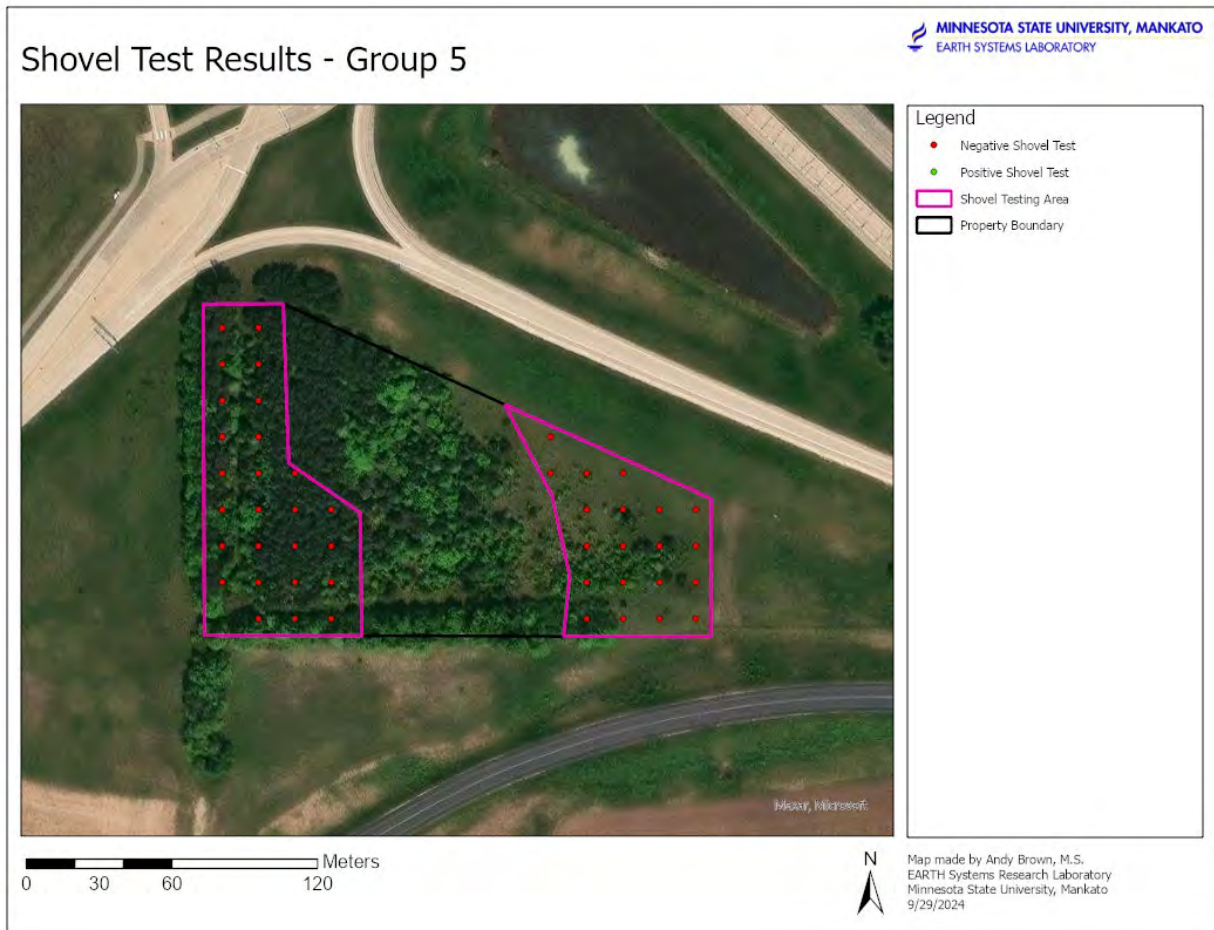 MINNESOTA STATE UNIVERSITY, MANKATO
EARTH SYSTEMS LABORATORY
Shovel Test Results - Group 5
Legend
Negative Shovel Test
Positive Shovel Test
Shovel Testing Area
Property Boundary
Maxar, Microsoft
Meters
0 30 60 120
N
Map made by Andy Brown, M.S.
EARTH Systems Research Laboratory
Minnesota State University, Mankato
9/29/2024